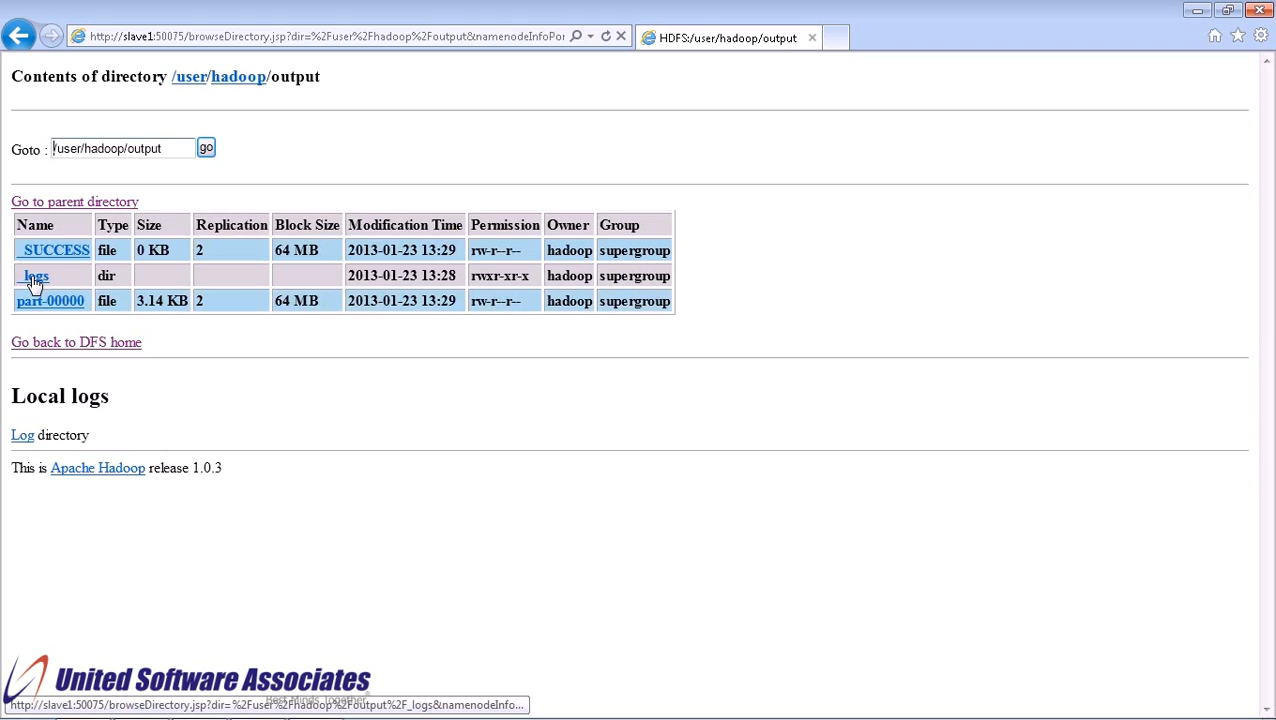 http://slave1:50075/browseDirectory.jsp?dir=%2Fuser%2Fhadoop%2Foutput&namenodeInfoPor
HDFS:/user/hadoop/output
Contents of directory /user/hadoop/output
Goto : /user/hadoop/output go
Go to parent directory
Name Type Size Replication Block Size Modification Time Permission Owner Group
_SUCCESS file 0 KB 2 64 MB 2013-01-23 13:29 rw-r--r-- hadoop supergroup
_logs dir 2013-01-23 13:28 rwxr-xr-x hadoop supergroup
part-00000 file 3.14 KB 2 64 MB 2013-01-23 13:29 rw-r--r-- hadoop supergroup
Go back to DFS home
Local logs
Log directory
This is Apache Hadoop release 1.0.3
United Software Associates
Best Minds Together
http://slave1:50075/browseDirectory.jsp?dir=%2Fuser%2Fhadoop%2Foutput%2F_logs&namenodeInfo...